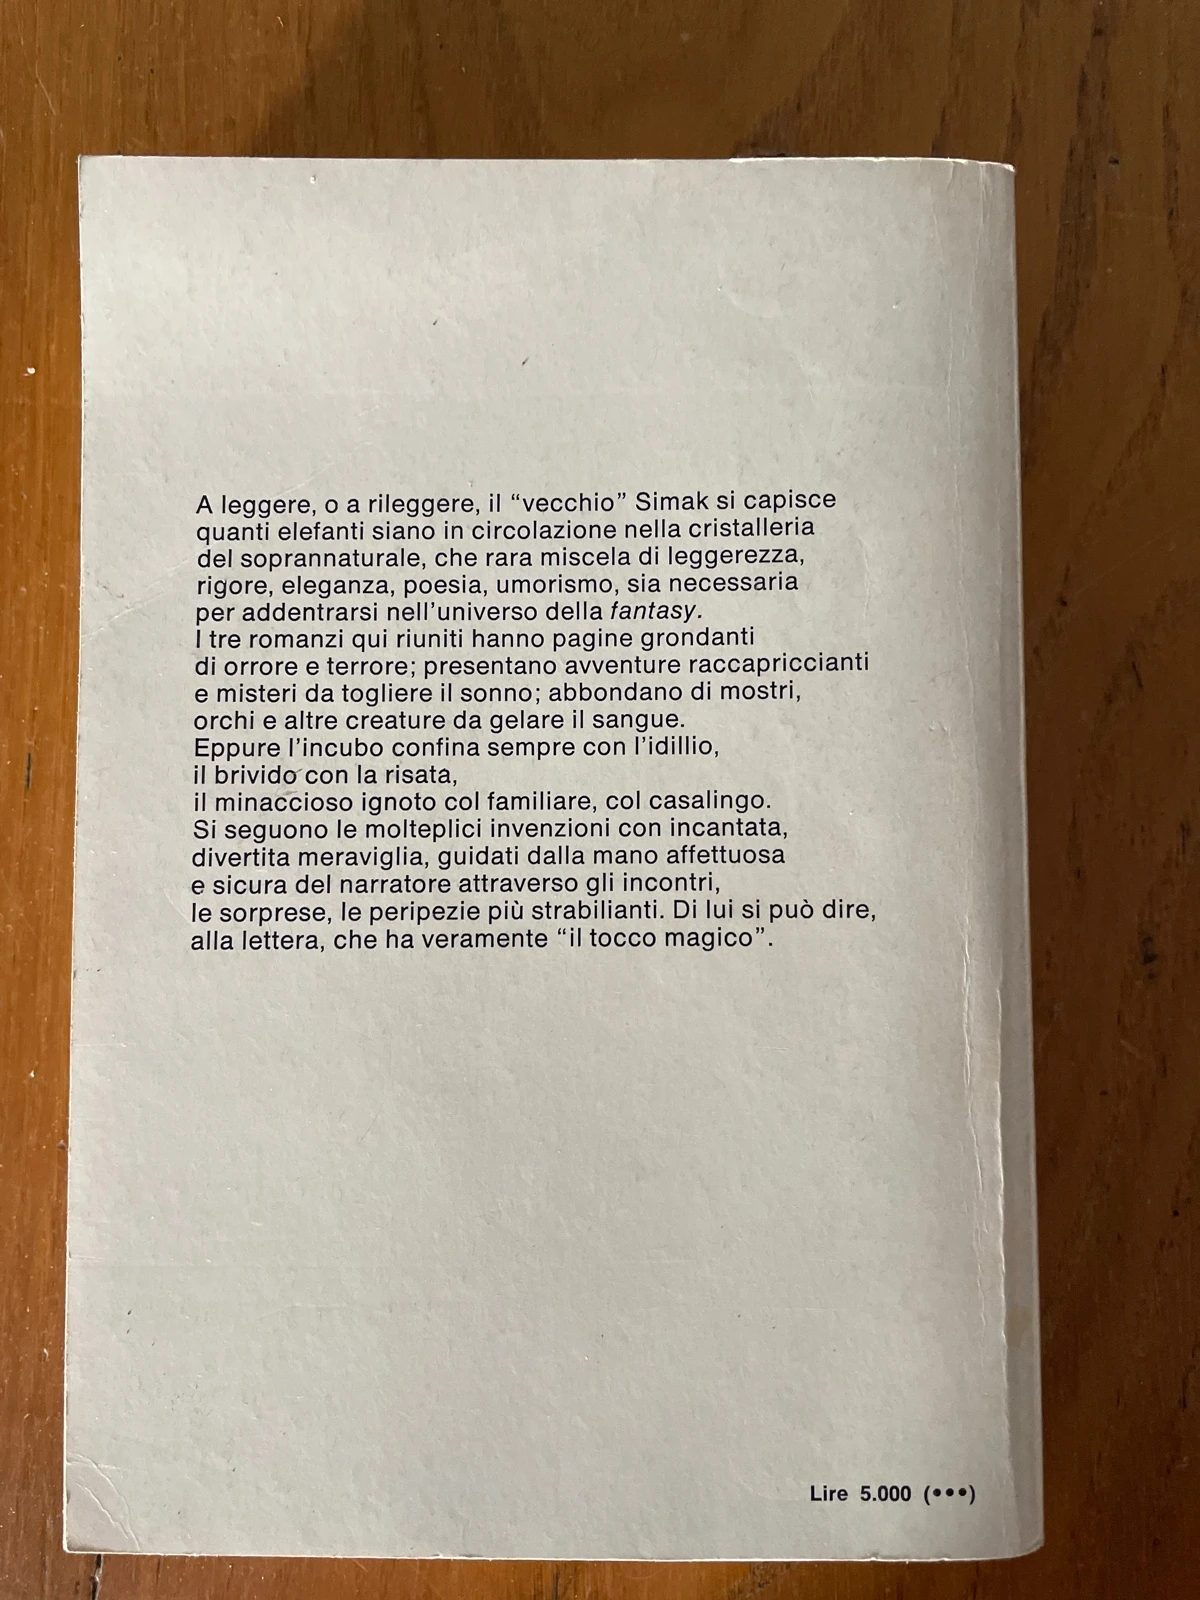 A leggere, o a rileggere, il “vecchio” Simak si capisce
quanti elefanti siano in circolazione nella cristalleria
del soprannaturale, che rara miscela di leggerezza,
rigore, eleganza, poesia, umorismo, sia necessaria
per addentrarsi nell’universo della fantasy.
I tre romanzi qui riuniti hanno pagine grondanti
di orrore e terrore; presentano avventure raccapriccianti
e misteri da togliere il sonno; abbondano di mostri,
orchi e altre creature da gelare il sangue.
Eppure l’incubo confina sempre con l’idillio,
il brivido con la risata,
il minaccioso ignoto col familiare, col casalingo.
Si seguono le molteplici invenzioni con incantata,
divertita meraviglia, guidati dalla mano affettuosa
e sicura del narratore attraverso gli incontri,
le sorprese, le peripezie più strabilianti. Di lui si può dire,
alla lettera, che ha veramente “il tocco magico”.
Lire 5.000 (•••)